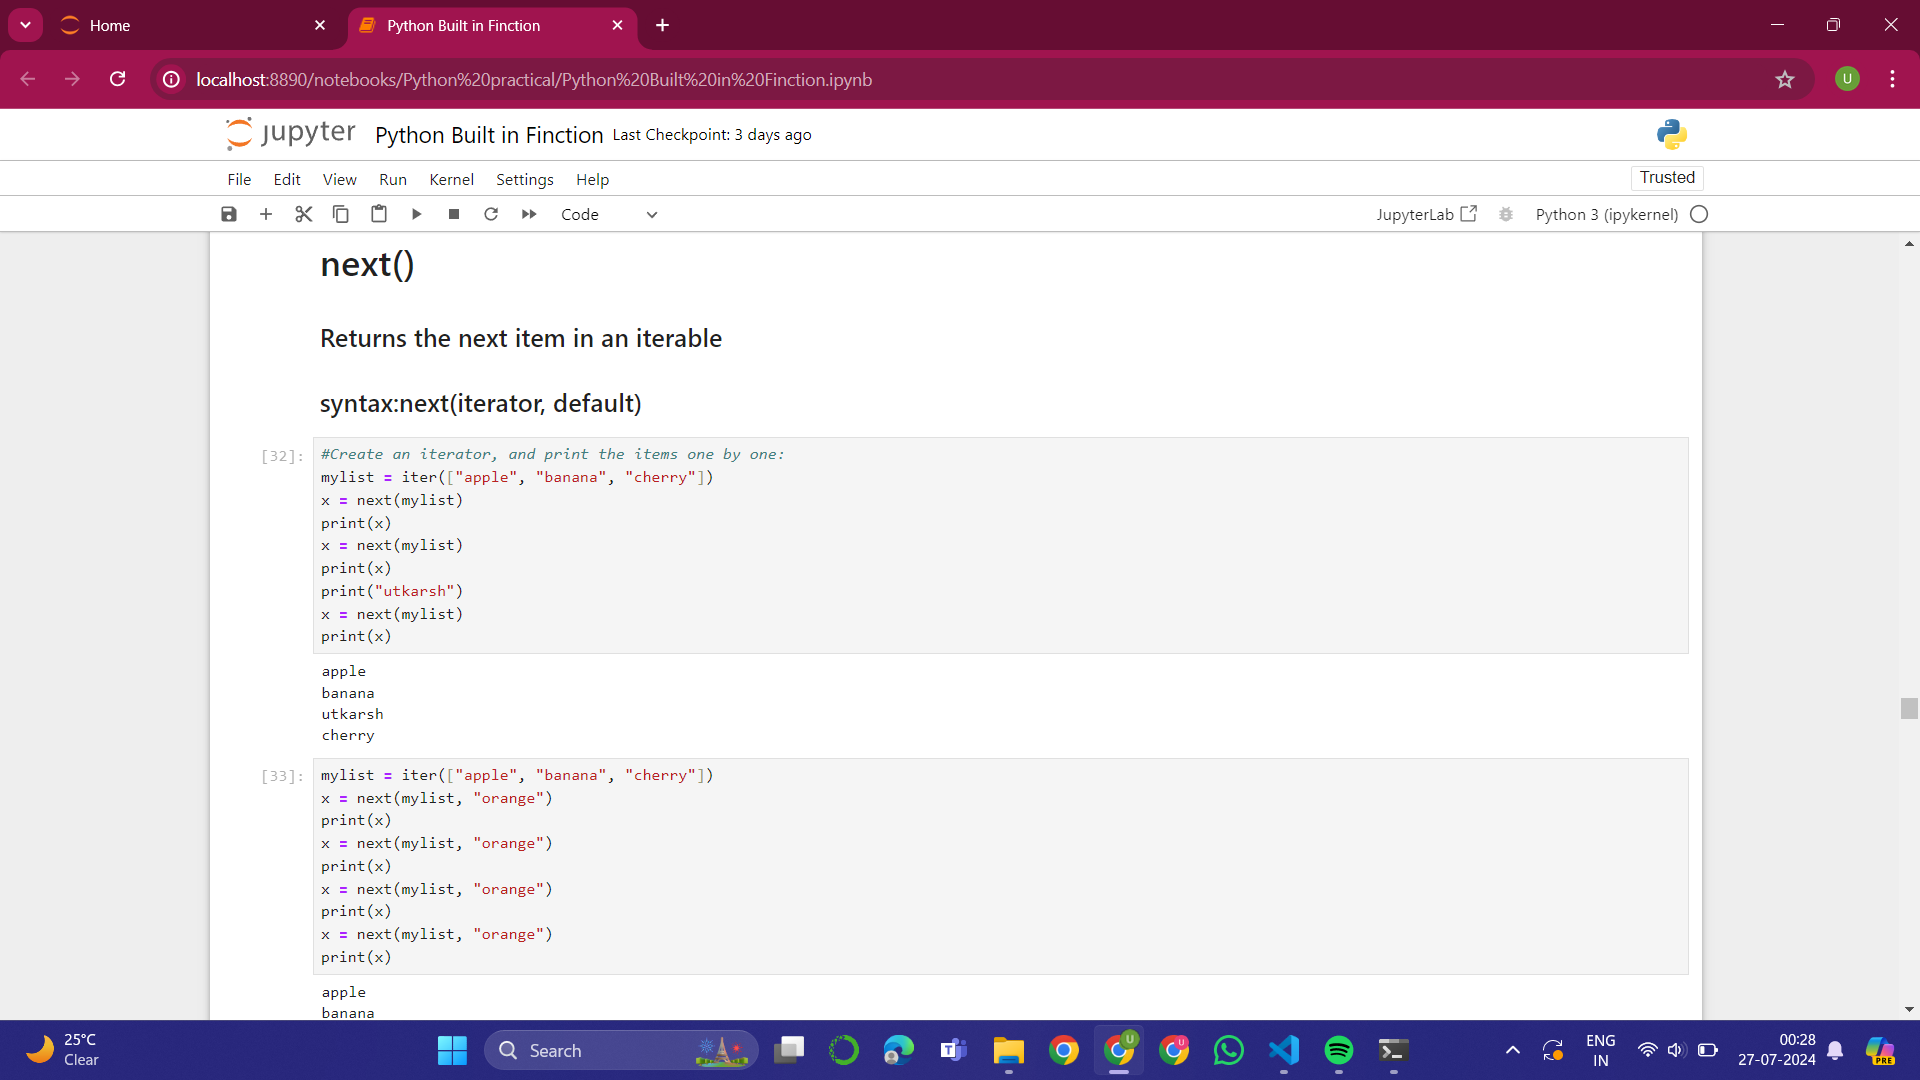 Home
Python Built in Finction
localhost:8890/notebooks/Python%20practical/Python%20Built%20in%20Finction.ipynb
U
jupyter Python Built in Finction Last Checkpoint: 3 days ago
File Edit View Run Kernel Settings Help
Trusted
Code
JupyterLab
Python 3 (ipykernel)
next()
Returns the next item in an iterable
syntax:next(iterator, default)
[32]:
#Create an iterator, and print the items one by one:
mylist = iter(["apple", "banana", "cherry"])
x = next(mylist)
print(x)
x = next(mylist)
print(x)
print("utkarsh")
x = next(mylist)
print(x)
apple
banana
utkarsh
cherry
[33]:
mylist = iter(["apple", "banana", "cherry"])
x = next(mylist, "orange")
print(x)
x = next(mylist, "orange")
print(x)
x = next(mylist, "orange")
print(x)
x = next(mylist, "orange")
print(x)
apple
banana
25°C
Clear
Search
T
U
U
ENG
IN
00:28
27-07-2024
PRE